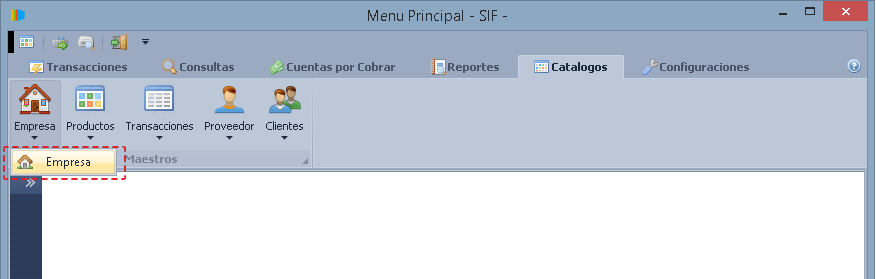 Menu Principal - SIF -
Transacciones Consultas Cuentas por Cobrar Reportes Catalogos Configuraciones
Empresa Productos Transacciones Proveedor Clientes
Empresa Maestros